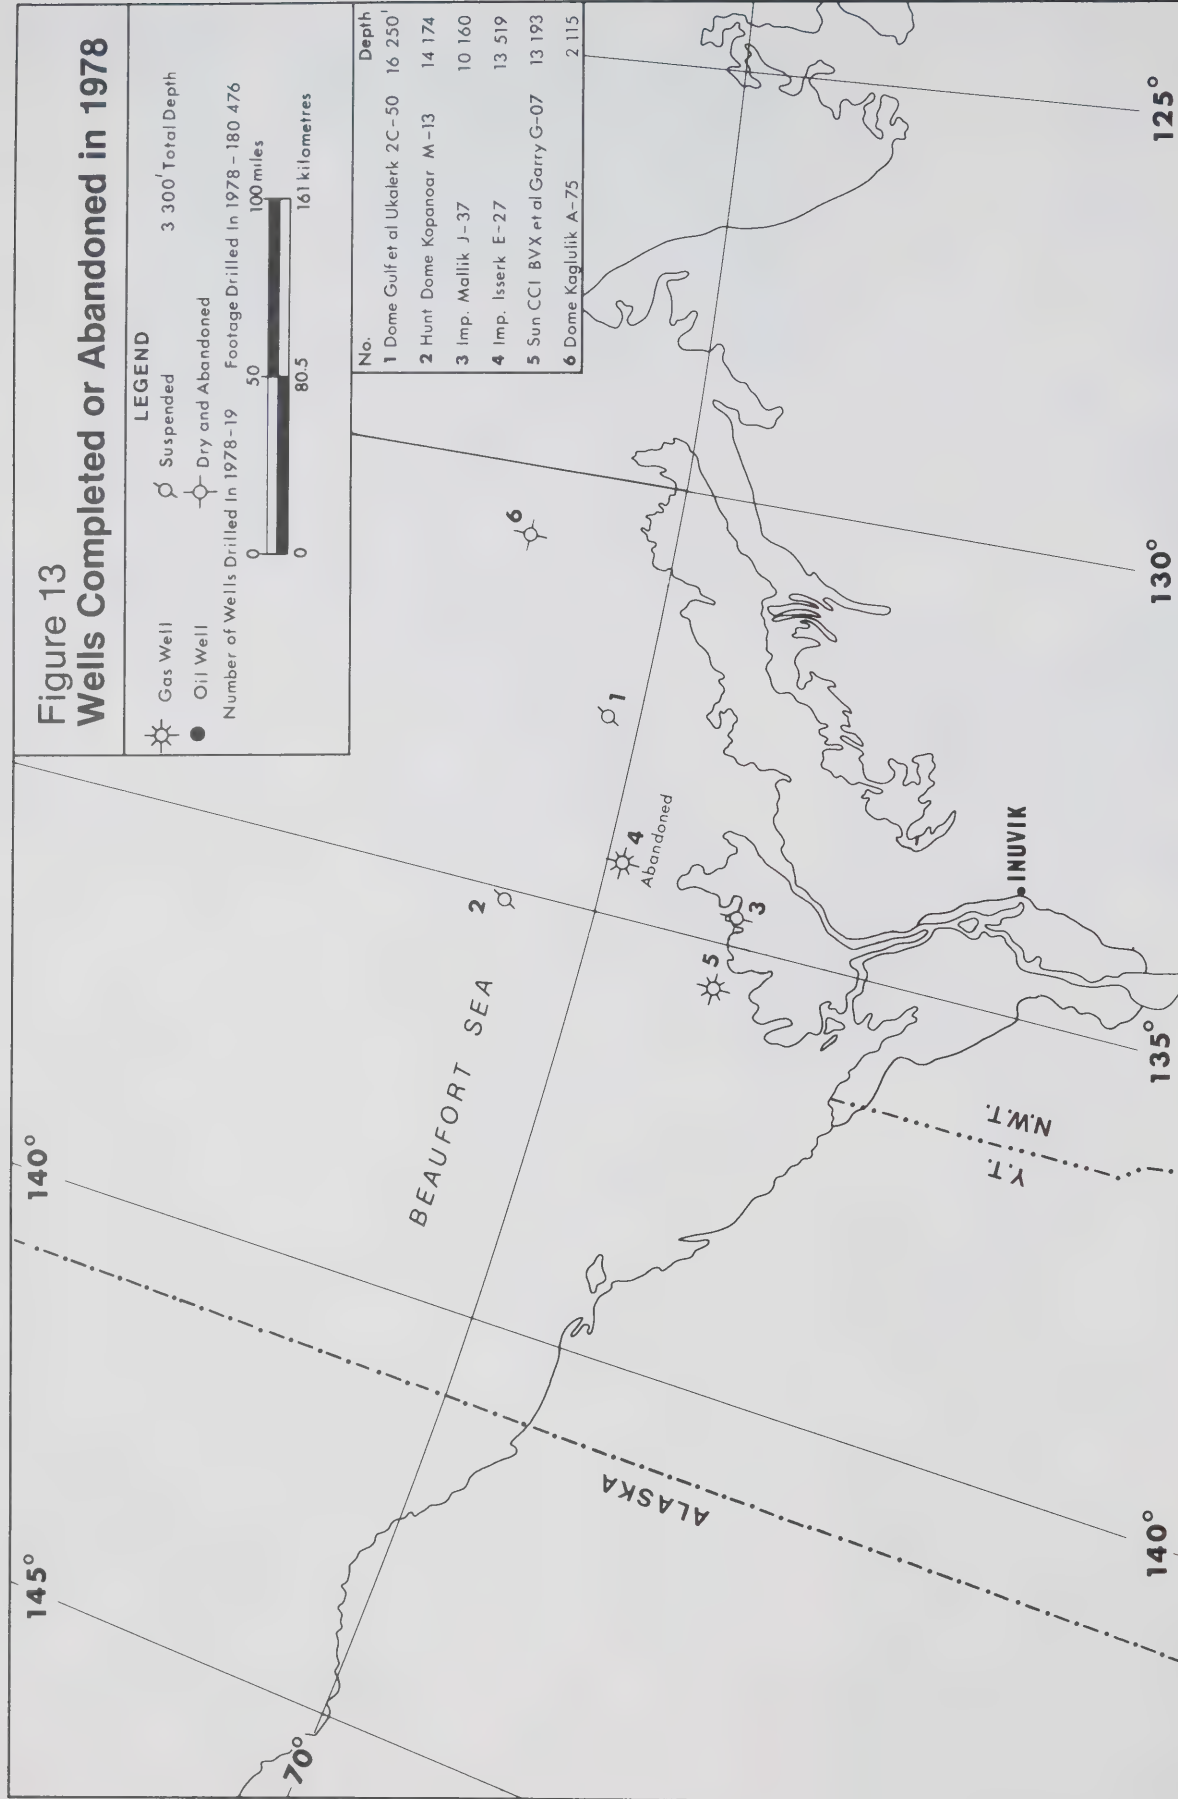 Figure 13
Wells Completed or Abandoned in 1978
LEGEND
Gas Well
Suspended
3 300' Total Depth
Oil Well
Dry and Abandoned
Number of Wells Drilled In 1978-19
Footage Drilled In 1978-180 476
0 50 100 miles
0 80.5 161 kilometres
No. Depth
1 Dome Gulf et al Ukalerk 2C-50 16 250'
2 Hunt Dome Kopanoar M-13 14 174
3 Imp. Mallik J-37 10 160
4 Imp. Isserk E-27 13 519
5 Sun CCI BVX et al Garry G-07 13 193
6 Dome Kaglulik A-75 2 115
145°
140°
BEAUFORT SEA
2
6
1
4
Abandoned
5
3
INUVIK
70°
ALASKA
Y.T.
N.W.T.
140°
135°
130°
125°